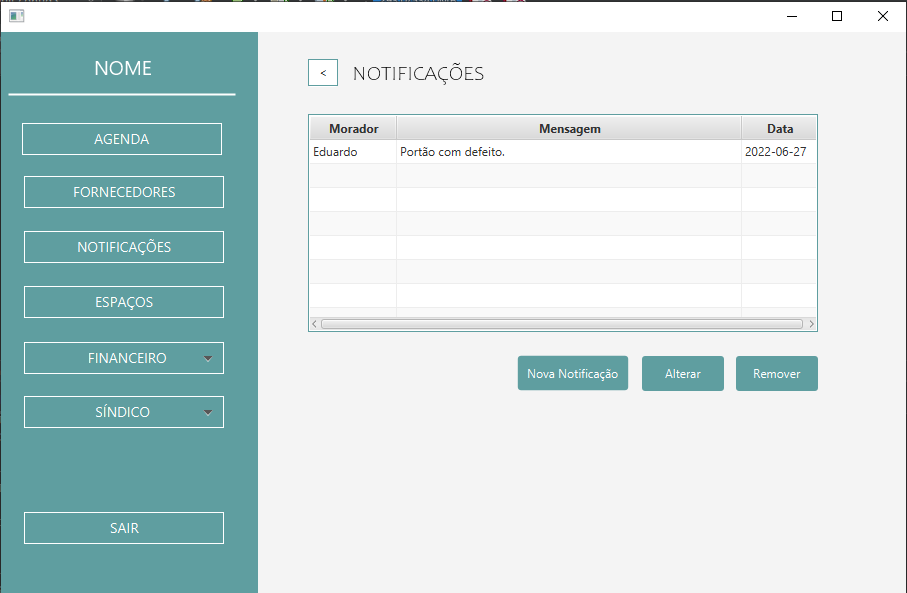 NOME
AGENDA
FORNECEDORES
NOTIFICAÇÕES
ESPAÇOS
FINANCEIRO
SÍNDICO
SAIR
< NOTIFICAÇÕES
Morador Mensagem Data
Eduardo Portão com defeito. 2022-06-27
Nova Notificação Alterar Remover